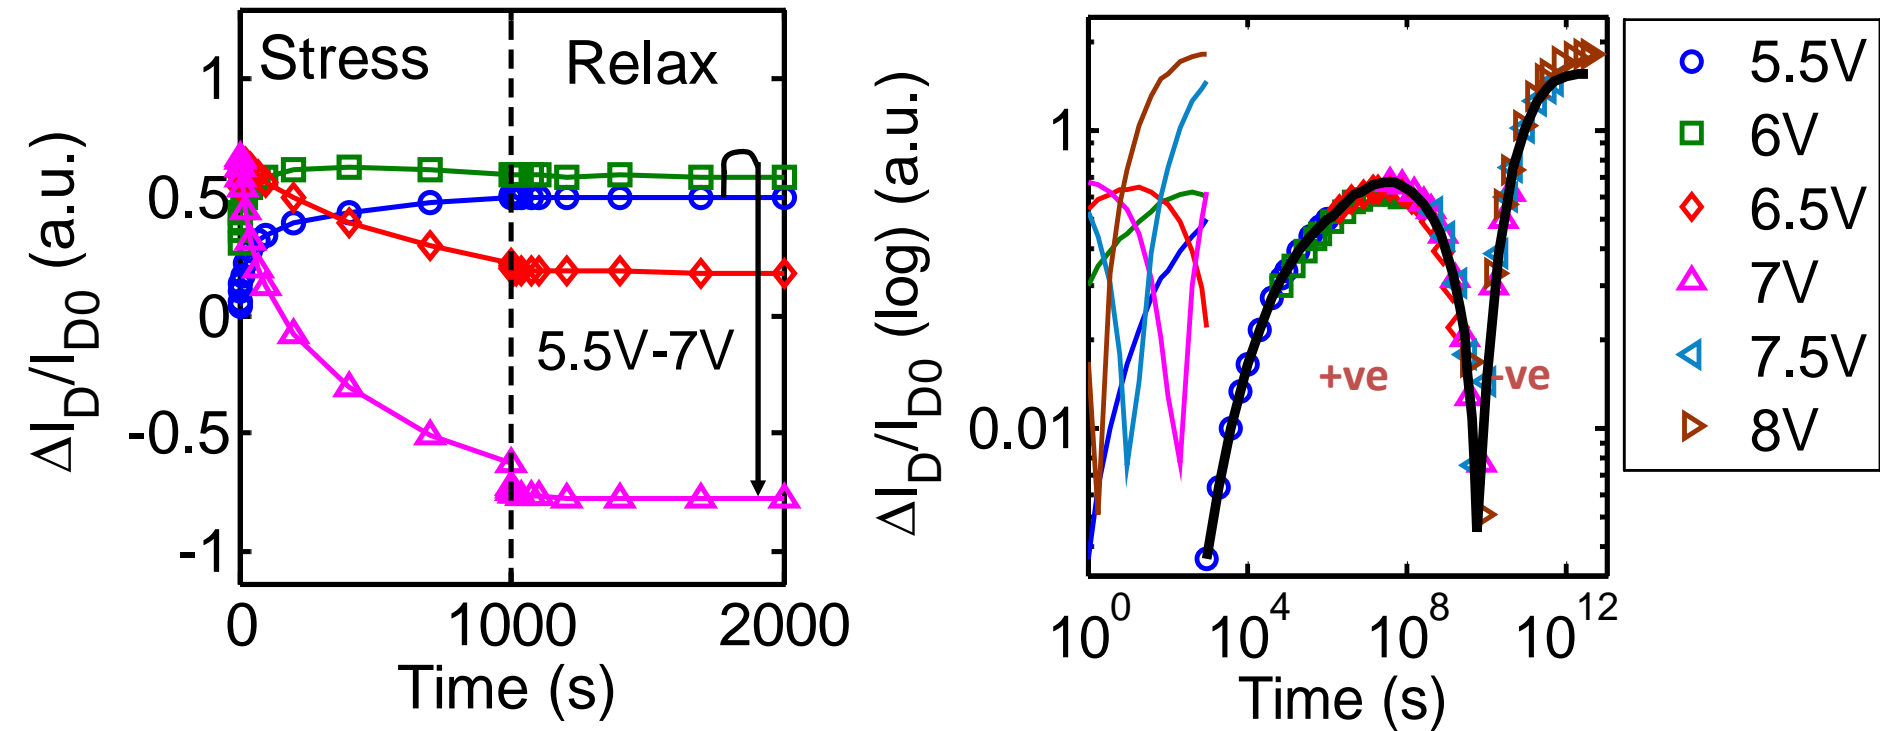 Stress
Relax
1
0.5
0
-0.5
-1
ΔI_D/I_D0 (a.u.)
5.5V-7V
0
1000
2000
Time (s)
ΔI_D/I_D0 (log) (a.u.)
1
0.01
+ve
-ve
10^0
10^4
10^8
10^12
Time (s)
5.5V
6V
6.5V
7V
7.5V
8V